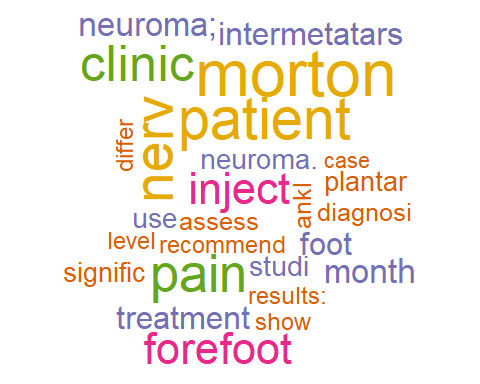 neuroma; intermetatars
clinic morton
nerv patient
differ
neuroma. case
inject ankl plantar
use assess diagnosi
level recommend foot
signific pain studi month
results:
treatment show
forefoot